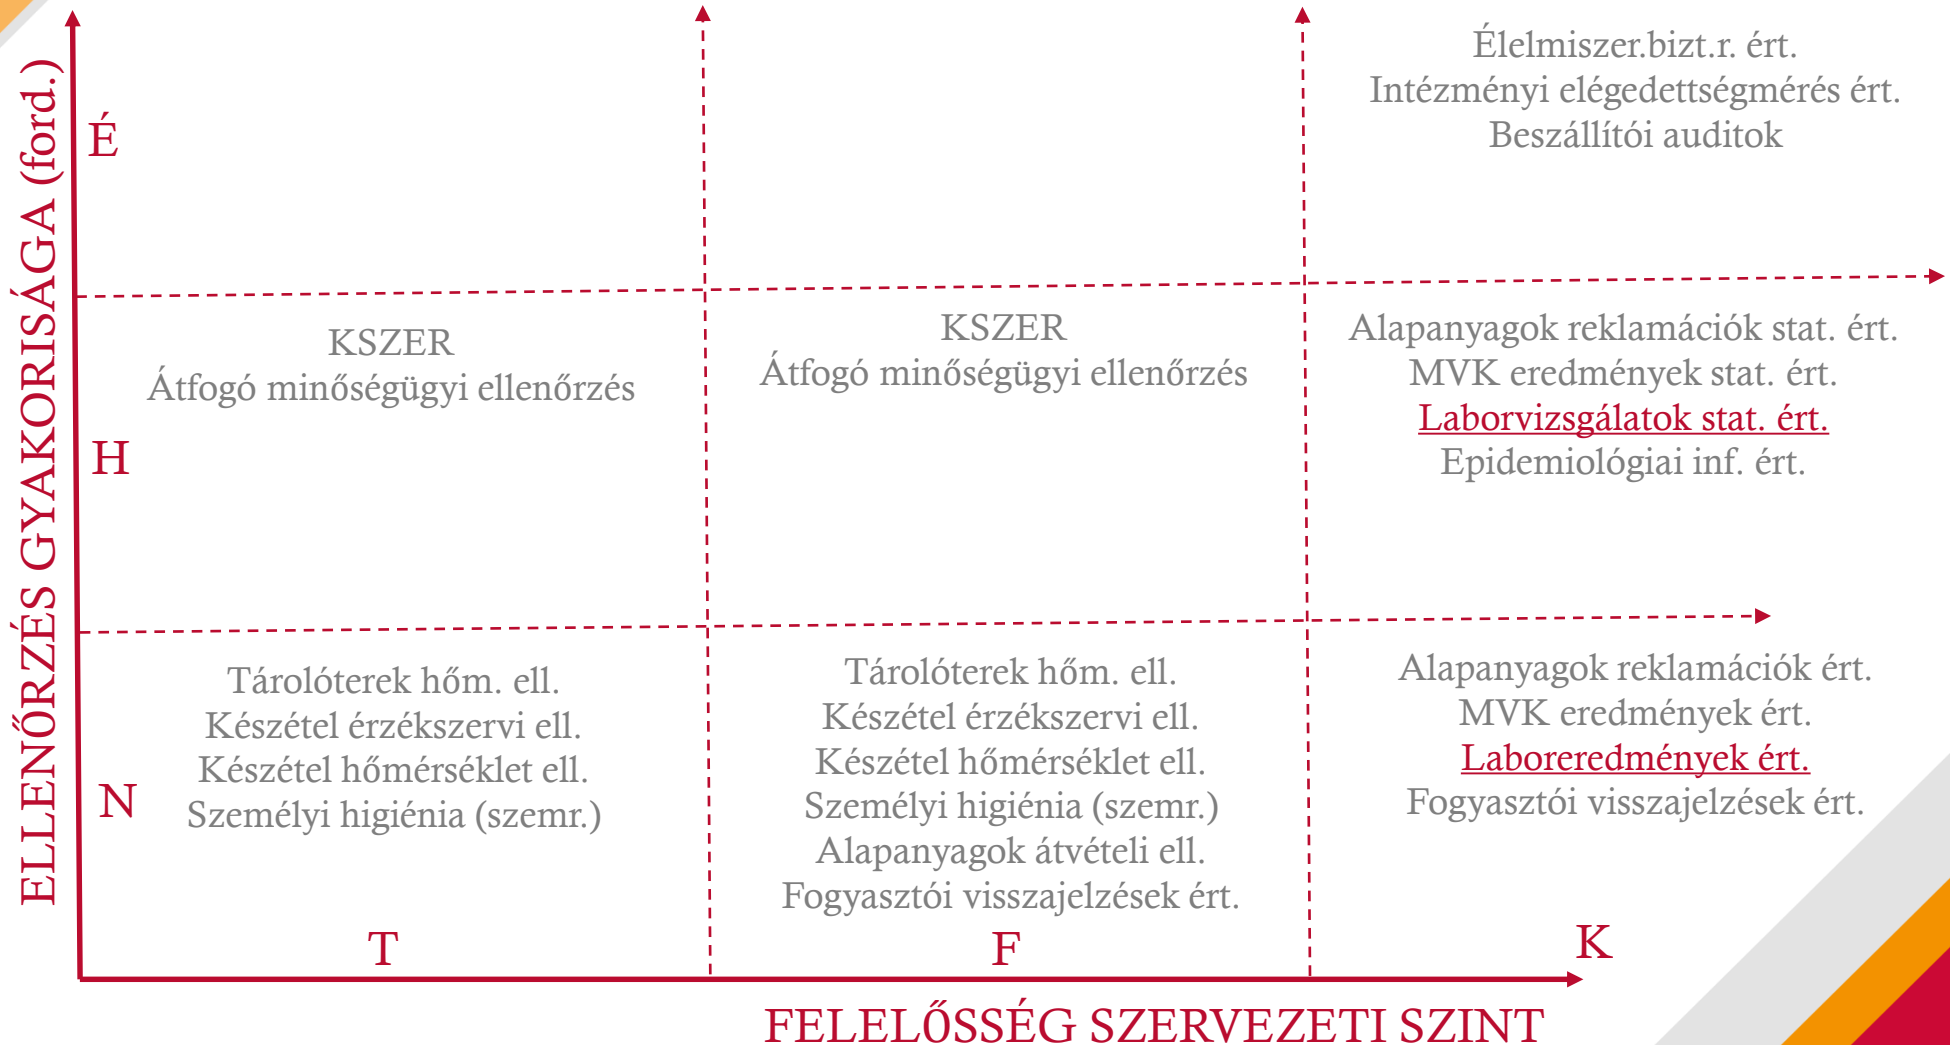 ELLENŐRZÉS GYAKORISÁGA (ford.)
É
Élelmiszer.bizt.r. ért.
Intézményi elégedettségmérés ért.
Beszállítói auditok
H
KSZER
Átfogó minőségügyi ellenőrzés
KSZER
Átfogó minőségügyi ellenőrzés
Alapanyagok reklamációk stat. ért.
MVK eredmények stat. ért.
Laborvizsgálatok stat. ért.
Epidemiológiai inf. ért.
N
Tárolóterek hőm. ell.
Készétel érzékszervi ell.
Készétel hőmérséklet ell.
Személyi higiénia (szemr.)
Tárolóterek hőm. ell.
Készétel érzékszervi ell.
Készétel hőmérséklet ell.
Személyi higiénia (szemr.)
Alapanyagok átvételi ell.
Fogyasztói visszajelzések ért.
Alapanyagok reklamációk ért.
MVK eredmények ért.
Laboreredmények ért.
Fogyasztói visszajelzések ért.
T
F
K
FELELŐSSÉG SZERVEZETI SZINT